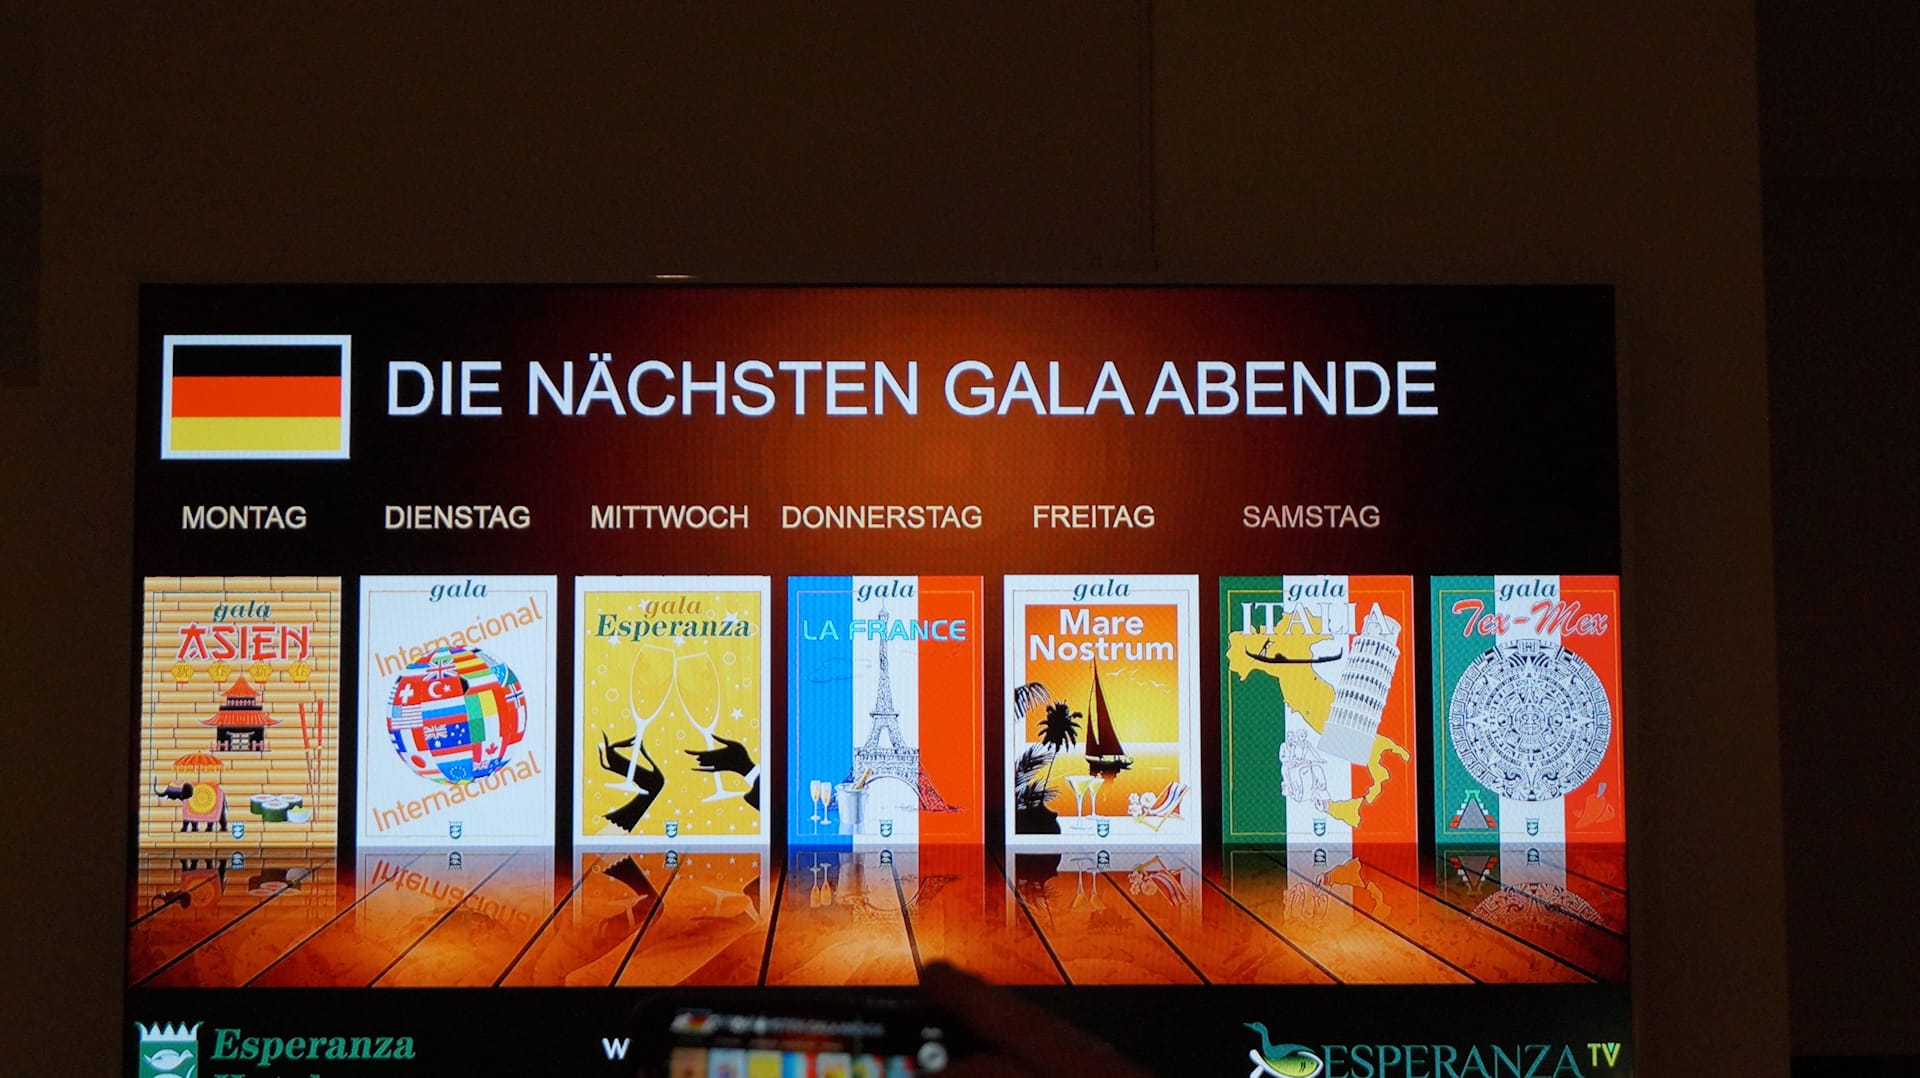 DIE NÄCHSTEN GALA ABENDE
MONTAG DIENSTAG MITTWOCH DONNERSTAG FREITAG SAMSTAG
gala
ASIEN
gala
Internacional
Internacional
gala
Esperanza
gala
LA FRANCE
gala
Mare
Nostrum
gala
ITALIA
gala
Tex-Mex
Esperanza
W
ESPERANZA TV